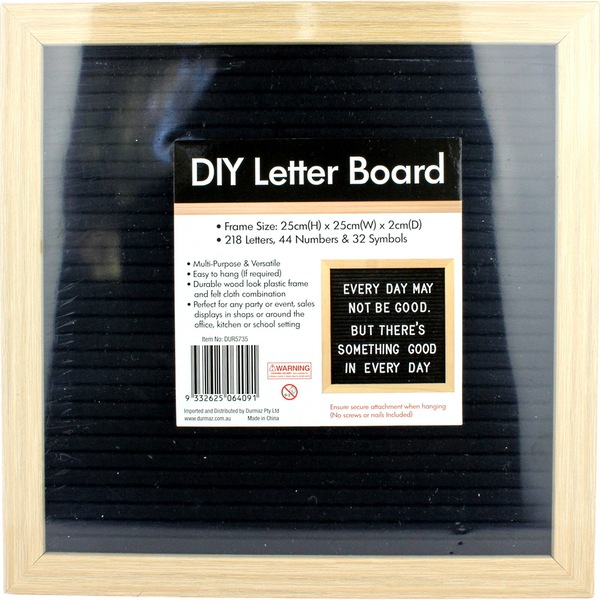 DIY Letter Board
• Frame Size: 25cm(H) x 25cm(W) x 2cm(D)
• 218 Letters, 44 Numbers & 32 Symbols
• Multi-Purpose & Versatile
• Easy to hang (If required)
• Durable wood look plastic frame
and felt cloth combination
• Perfect for any party or event, sales
displays in shops or around the
office, kitchen or school setting
Item No: DUR5735
9 332625 064091
WARNING
Imported and Distributed by Durmaz Pty Ltd
www.durmaz.com.au Made in China
EVERY DAY MAY
NOT BE GOOD.
BUT THERE'S
SOMETHING GOOD
IN EVERY DAY
Ensure secure attachment when hanging
(No screws or nails Included)